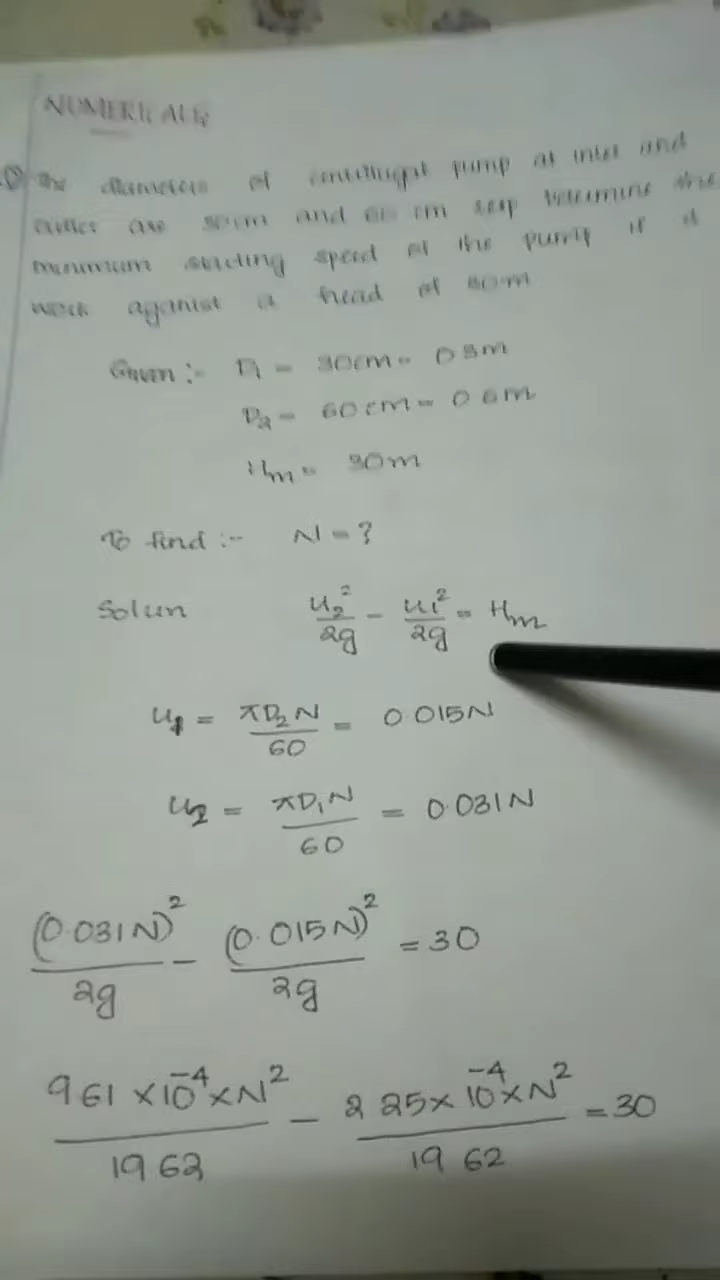 NUMERICALS
The diameters of centrifugal pump at inlet and
outlet are 30cm and 60 cm resp Determine the
minimum starting speed of the pump if it
work aganist a head of 30m
Given :- D1 = 30cm = 0.3m
D2 = 60cm = 0.6m
Hm = 30m
To find :- N = ?
Solun u2²/2g - u1²/2g = Hm
u1 = πD2N/60 = 0.015N
u2 = πD1N/60 = 0.031N
(0.031N)²/2g - (0.015N)²/2g = 30
9.61 × 10⁻⁴ × N²/19.62 - 2.25 × 10⁻⁴ × N²/19.62 = 30